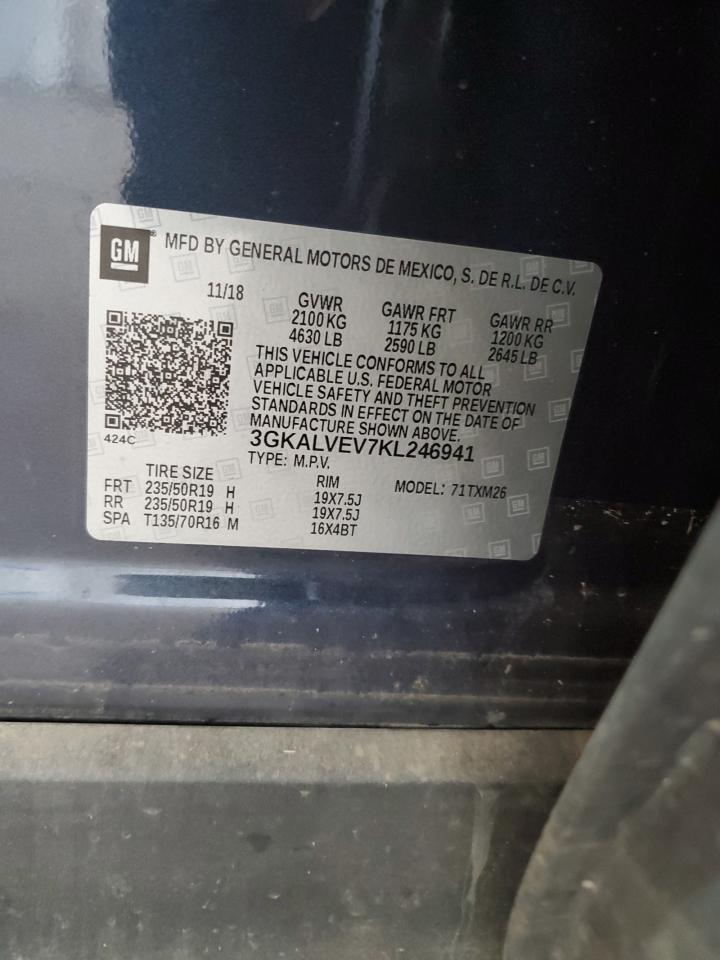 GM
MFD BY GENERAL MOTORS DE MEXICO, S. DE R.L. DE C.V.
11/18 GVWR GAWR FRT GAWR RR
2100 KG 1175 KG 1200 KG
4630 LB 2590 LB 2645 LB
THIS VEHICLE CONFORMS TO ALL
APPLICABLE U.S. FEDERAL MOTOR
VEHICLE SAFETY AND THEFT PREVENTION
STANDARDS IN EFFECT ON THE DATE OF
MANUFACTURE SHOWN ABOVE.
424C
3GKALVEV7KL246941
TYPE: M.P.V.
MODEL: 71TXM26
TIRE SIZE RIM
FRT 235/50R19 H 19X7.5J
RR 235/50R19 H 19X7.5J
SPA T135/70R16 M 16X4BT